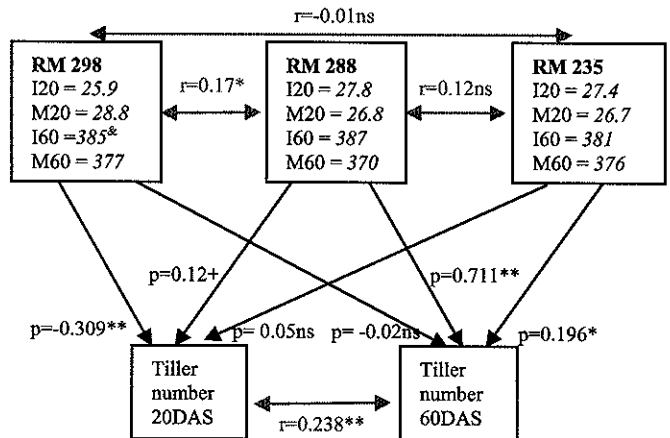 r=-0.01ns
RM 298
I20 = 25.9
M20 = 28.8
I60 =385&
M60 = 377
r=0.17*
RM 288
I20 = 27.8
M20 = 26.8
I60 = 387
M60 = 370
r=0.12ns
RM 235
I20 = 27.4
M20 = 26.7
I60 = 381
M60 = 376
p=0.12+
p=0.711**
p=-0.309**
p= 0.05ns
p= -0.02ns
p=0.196*
Tiller
number
20DAS
r=0.238**
Tiller
number
60DAS